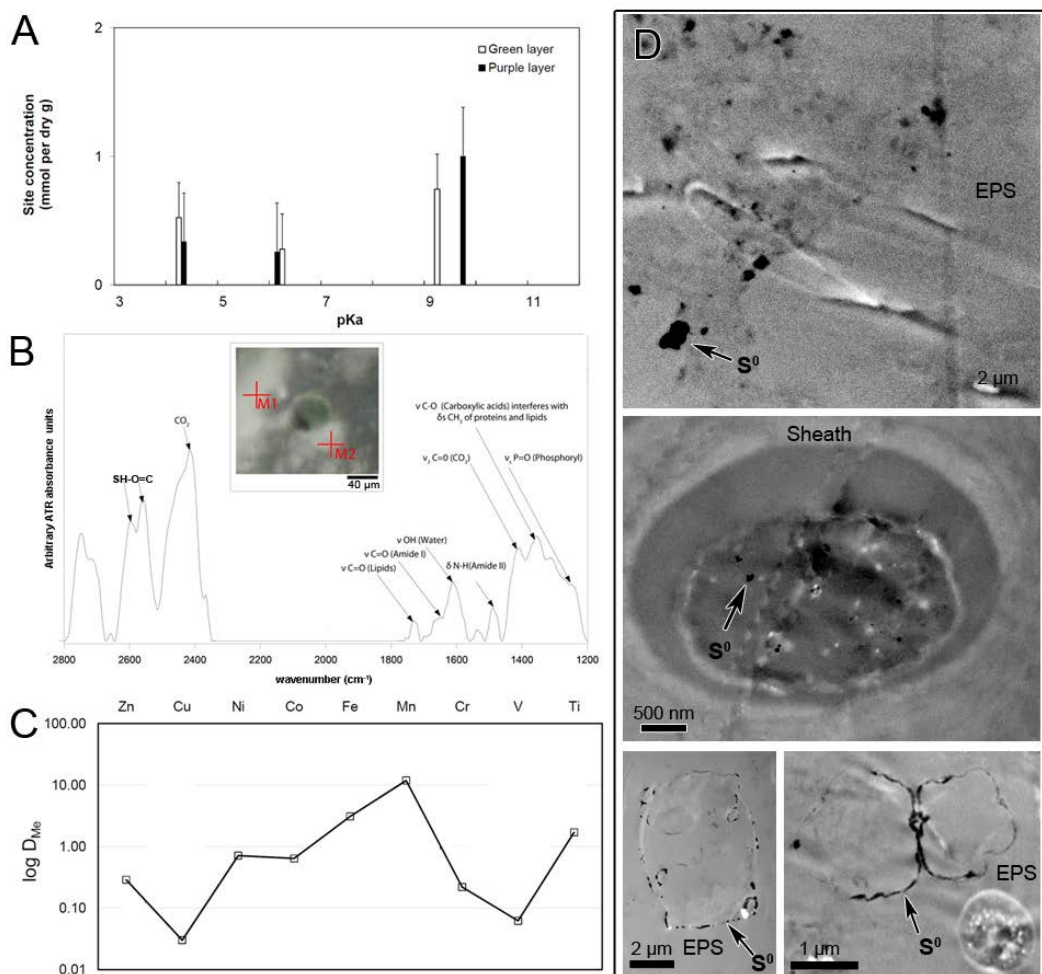 A
2
1
0
Site concentration
(mmol per dry g)
Green layer
Purple layer
3 5 7 9 11
pKa
B
Arbitrary ATR absorbance units
CO₂
SH-O=C
M1
M2
40 µm
ν C-O (Carboxylic acids) interferes with
δs CH₂ of proteins and lipids
νₛ P=O (Phosphoryl)
ν OH (Water)
ν C=O (Amide I)
ν C=O (Lipids)
δ N-H(Amide II)
2800 2600 2400 2200 2000 1800 1600 1400 1200
wavenumber (cm⁻¹)
C
Zn Cu Ni Co Fe Mn Cr V Ti
100.00
10.00
1.00
0.10
0.01
log D_Me
D
EPS
S⁰
2 µm
Sheath
S⁰
500 nm
S⁰
EPS
2 µm
EPS
S⁰
1 µm